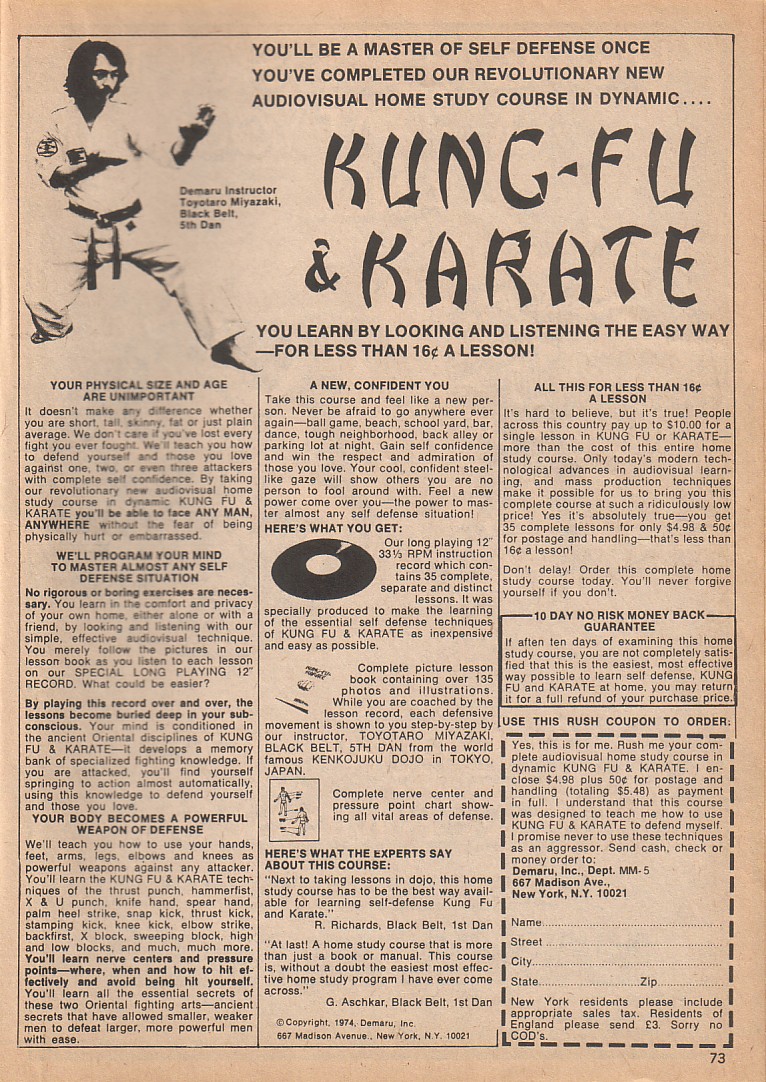 YOU'LL BE A MASTER OF SELF DEFENSE ONCE
YOU'VE COMPLETED OUR REVOLUTIONARY NEW
AUDIOVISUAL HOME STUDY COURSE IN DYNAMIC....
KUNG-FU
& KARATE
Demaru Instructor
Toyotaro Miyazaki,
Black Belt,
5th Dan
YOU LEARN BY LOOKING AND LISTENING THE EASY WAY
—FOR LESS THAN 16¢ A LESSON!
YOUR PHYSICAL SIZE AND AGE
ARE UNIMPORTANT
It doesn't make any difference whether
you are short, tall, skinny, fat or just plain
average. We don't care if you've lost every
fight you ever fought. We'll teach you how
to defend yourself and those you love
against one, two, or even three attackers
with complete self confidence. By taking
our revolutionary new audiovisual home
study course in dynamic KUNG FU &
KARATE you'll be able to face ANY MAN,
ANYWHERE without the fear of being
physically hurt or embarrassed.
WE'LL PROGRAM YOUR MIND
TO MASTER ALMOST ANY SELF
DEFENSE SITUATION
No rigorous or boring exercises are neces-
sary. You learn in the comfort and privacy
of your own home, either alone or with a
friend, by looking and listening with our
simple, effective audiovisual technique.
You merely follow the pictures in our
lesson book as you listen to each lesson
on our SPECIAL LONG PLAYING 12"
RECORD. What could be easier?
By playing this record over and over, the
lessons become buried deep in your sub-
conscious. Your mind is conditioned in
the ancient Oriental disciplines of KUNG
FU & KARATE—it develops a memory
bank of specialized fighting knowledge. If
you are attacked, you'll find yourself
springing to action almost automatically,
using this knowledge to defend yourself
and those you love.
YOUR BODY BECOMES A POWERFUL
WEAPON OF DEFENSE
We'll teach you how to use your hands,
feet, arms, legs, elbows and knees as
powerful weapons against any attacker.
You'll learn the KUNG FU & KARATE tech-
niques of the thrust punch, hammerfist,
X & U punch, knife hand, spear hand,
palm heel strike, snap kick, thrust kick,
stamping kick, knee kick, elbow strike,
backfirst, X block, sweeping block, high
and low blocks, and much, much more.
You'll learn nerve centers and pressure
points—where, when and how to hit ef-
fectively and avoid being hit yourself.
You'll learn all the essential secrets of
these two Oriental fighting arts—ancient
secrets that have allowed smaller, weaker
men to defeat larger, more powerful men
with ease.
A NEW, CONFIDENT YOU
Take this course and feel like a new per-
son. Never be afraid to go anywhere ever
again—ball game, beach, school yard, bar,
dance, tough neighborhood, back alley or
parking lot at night. Gain self confidence
and win the respect and admiration of
those you love. Your cool, confident steel-
like gaze will show others you are no
person to fool around with. Feel a new
power come over you—the power to mas-
ter almost any self defense situation!
HERE'S WHAT YOU GET:
Our long playing 12"
33⅓ RPM instruction
record which con-
tains 35 complete,
separate and distinct
lessons. It was
specially produced to make the learning
of the essential self defense techniques
of KUNG FU & KARATE as inexpensive
and easy as possible.
Complete picture lesson
book containing over 135
photos and illustrations.
While you are coached by the
lesson record, each defensive
movement is shown to you step-by-step by
our instructor, TOYOTARO MIYAZAKI,
BLACK BELT, 5TH DAN from the world
famous KENKOJUKU DOJO in TOKYO,
JAPAN.
Complete nerve center and
pressure point chart show-
ing all vital areas of defense.
HERE'S WHAT THE EXPERTS SAY
ABOUT THIS COURSE:
"Next to taking lessons in dojo, this home
study course has to be the best way avail-
able for learning self-defense Kung Fu
and Karate."
R. Richards, Black Belt, 1st Dan
"At last! A home study course that is more
than just a book or manual. This course
is, without a doubt the easiest most effec-
tive home study program I have ever come
across."
G. Aschkar, Black Belt, 1st Dan
©Copyright, 1974, Demaru, Inc.
667 Madison Avenue., New York, N.Y. 10021
ALL THIS FOR LESS THAN 16¢
A LESSON
It's hard to believe, but it's true! People
across this country pay up to $10.00 for a
single lesson in KUNG FU or KARATE—
more than the cost of this entire home
study course. Only today's modern tech-
nological advances in audiovisual learn-
ing, and mass production techniques
make it possible for us to bring you this
complete course at such a ridiculously low
price! Yes it's absolutely true—you get
35 complete lessons for only $4.98 & 50¢
for postage and handling—that's less than
16¢ a lesson!
Don't delay! Order this complete home
study course today. You'll never forgive
yourself if you don't.
10 DAY NO RISK MONEY BACK
GUARANTEE
If aften ten days of examining this home
study course, you are not completely satis-
fied that this is the easiest, most effective
way possible to learn self defense, KUNG
FU and KARATE at home, you may return
it for a full refund of your purchase price.
USE THIS RUSH COUPON TO ORDER:
Yes, this is for me. Rush me your com-
plete audiovisual home study course in
dynamic KUNG FU & KARATE. I en-
close $4.98 plus 50¢ for postage and
handling (totaling $5.48) as payment
in full. I understand that this course
was designed to teach me how to use
KUNG FU & KARATE to defend myself.
I promise never to use these techniques
as an aggressor. Send cash, check or
money order to:
Demaru, Inc., Dept. MM-5
667 Madison Ave.,
New York, N.Y. 10021
Name
Street
City
State Zip
New York residents please include
appropriate sales tax. Residents of
England please send £3. Sorry no
COD's.
73